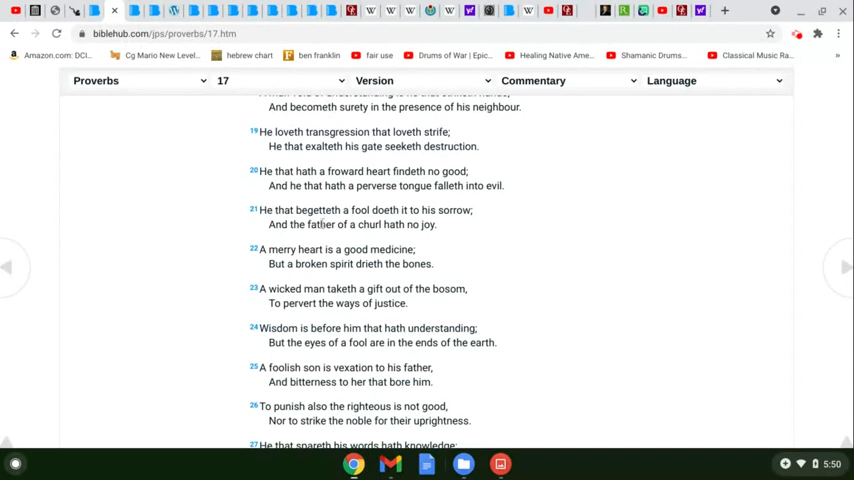 biblehub.com/jps/proverbs/17.htm
Amazon.com: DCI...
Cg Mario New Level...
hebrew chart
ben franklin
fair use
Drums of War | Epic...
Healing Native Ame...
Shamanic Drums...
Classical Musical Ra...
»
Proverbs
17
Version
Commentary
Language
And becometh surety in the presence of his neighbour.
19 He loveth transgression that loveth strife;
He that exalteth his gate seeketh destruction.
20 He that hath a froward heart findeth no good;
And he that hath a perverse tongue falleth into evil.
21 He that begetteth a fool doeth it to his sorrow;
And the father of a churl hath no joy.
22 A merry heart is a good medicine;
But a broken spirit drieth the bones.
23 A wicked man taketh a gift out of the bosom,
To pervert the ways of justice.
24 Wisdom is before him that hath understanding;
But the eyes of a fool are in the ends of the earth.
25 A foolish son is vexation to his father,
And bitterness to her that bore him.
26 To punish also the righteous is not good,
Nor to strike the noble for their uprightness.
27 He that spareth his words hath knowledge;
5:50